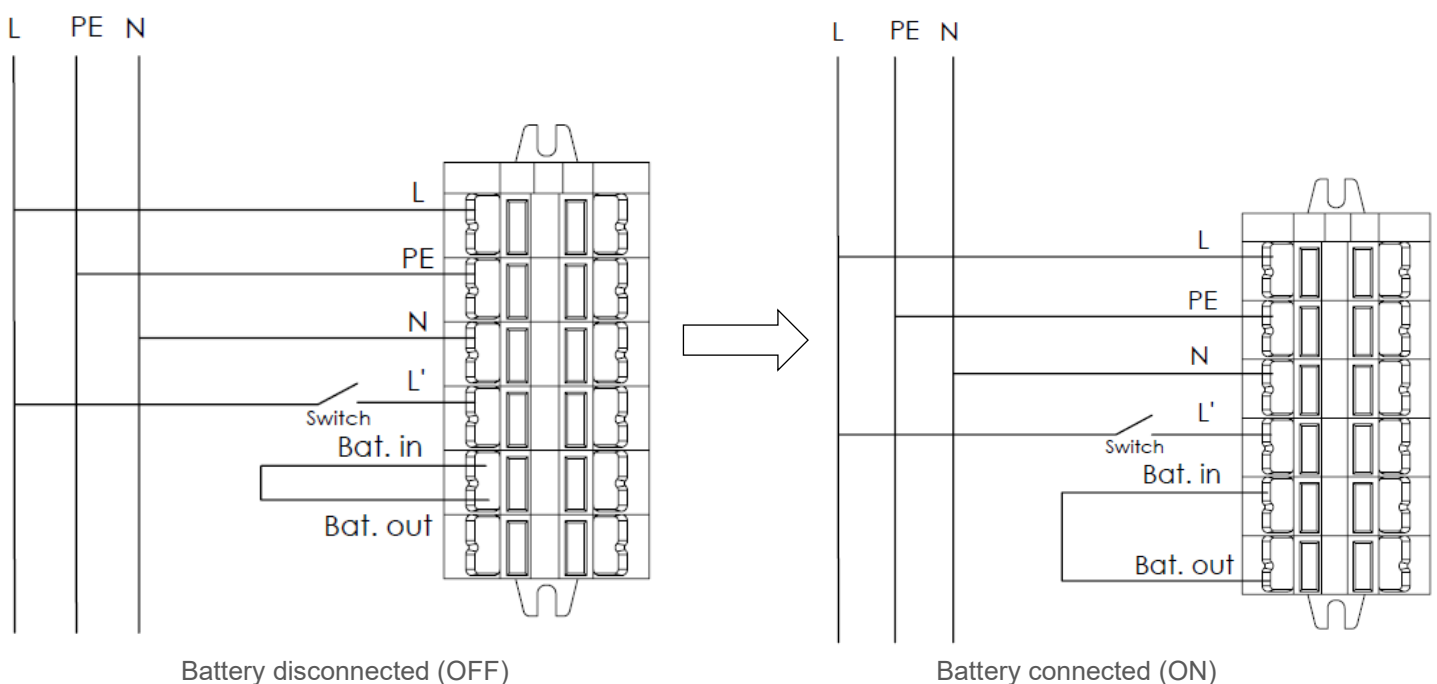 L PE N
L
PE
N
L'
Switch
Bat. in
Bat. out
Battery disconnected (OFF)
L PE N
L
PE
N
L'
Switch
Bat. in
Bat. out
Battery connected (ON)